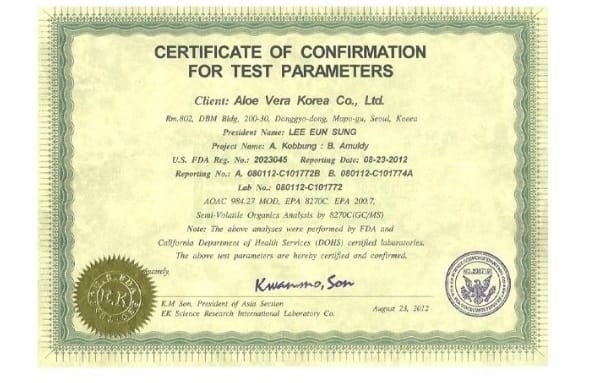 CERTIFICATE OF CONFIRMATION
FOR TEST PARAMETERS
Client: Aloe Vera Korea Co., Ltd.
Rm.802, DBM Bldg, 200-30, Donggyo-dong, Mapo-gu, Seoul, Korea
President Name: LEE EUN SUNG
Project Name: A. Kobbung : B. Amuldy
U.S. FDA Reg. No.: 2023045 Reporting Date: 08-23-2012
Reporting No.: A. 080112-C101772B B. 080112-C101774A
Lab No.: 080112-C101772
AOAC 984.27 MOD, EPA 8270C, EPA 200.7,
Semi-Volatile Organics Analysis by 8270C(GC/MS)
Note: The above analyses were performed by FDA and
California Department of Health Services (DOHS) certified laboratories.
The above test parameters are hereby certified and confirmed.
Kwanmo, Son
K.M Son, President of Asia Section
August 23, 2012
EK Science Research International Laboratory Co.